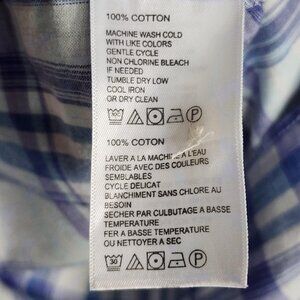 100% COTTON
MACHINE WASH COLD
WITH LIKE COLORS
GENTLE CYCLE
NON CHLORINE BLEACH
IF NEEDED
TUMBLE DRY LOW
COOL IRON
OR DRY CLEAN
100% COTON
LAVER A LA MACHINE A L'EAU
FROIDE AVEC DES COULEURS
SEMBLABLES
CYCLE DELICAT
BLANCHIMENT SANS CHLORE AU
BESOIN
SECHER PAR CULBUTAGE A BASSE
TEMPERATURE
FER A BASSE TEMPERATURE
OU NETTOYER A SEC
30